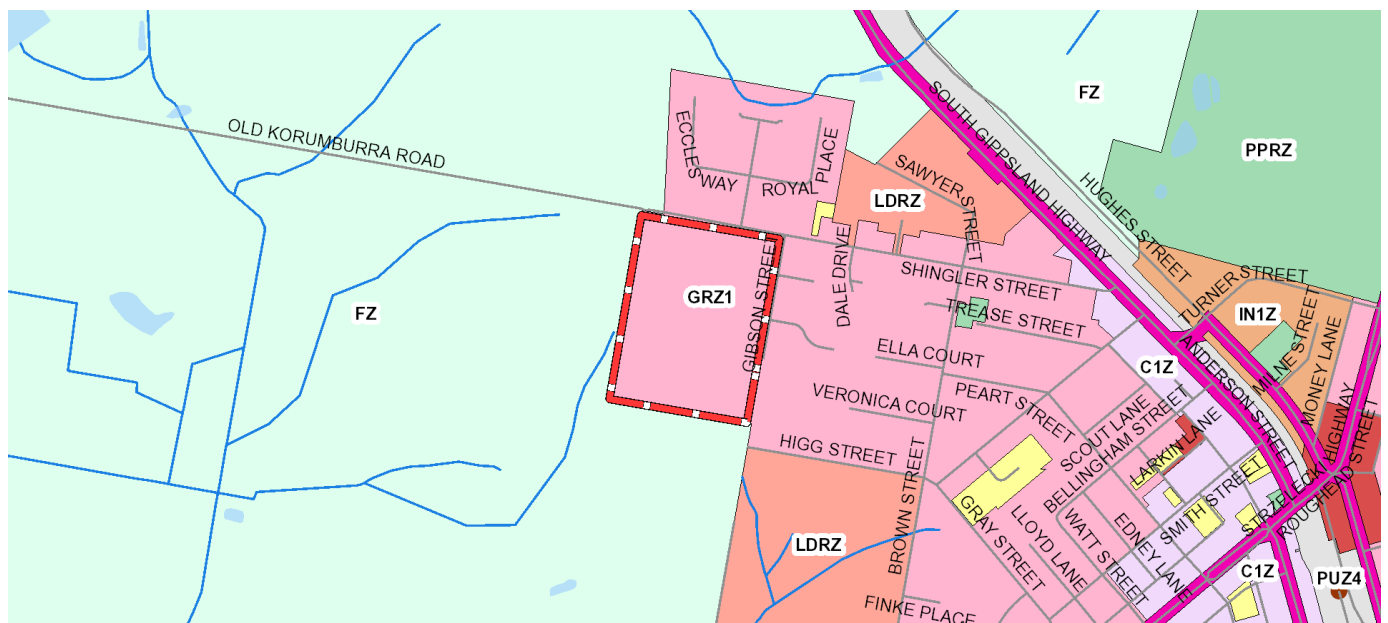 FZ
SOUTH GIPPSLAND HIGHWAY
PPRZ
OLD KORUMBURRA ROAD
ECCLES WAY
ROYAL PLACE
SAWYER STREET
LDRZ
HUGHES STREET
SHINGLER STREET
DALE DRIVE
GIBSON STREET
GRZ1
FZ
TURNER STREET
IN1Z
TREASE STREET
ELLA COURT
ANDERSON STREET
MILNE STREET
MONEY LANE
C1Z
PEART STREET
VERONICA COURT
SCOUT LANE
BELLINGHAM STREET
LARKIN LANE
HIGG STREET
BROWN STREET
SMITH STREET
STRZELECKI HIGHWAY
ROUGHEAD STREET
GRAY STREET
LLOYD LANE
WATT STREET
EDNEY LANE
LDRZ
C1Z
PUZ4
FINKE PLACE